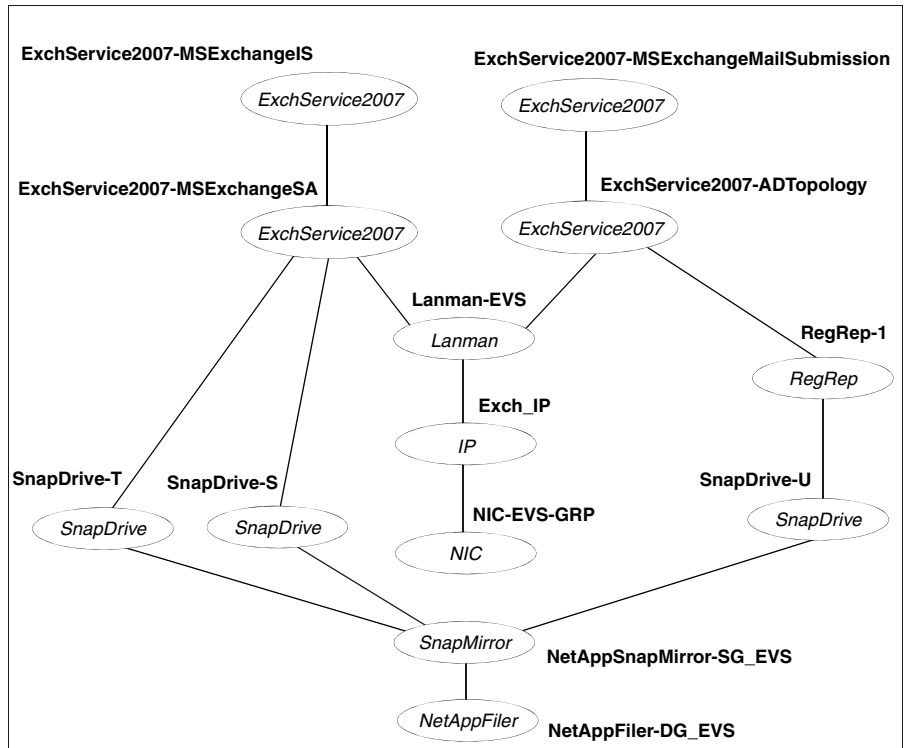 ExchService2007-MSExchangeIS
ExchService2007-MSExchangeMailSubmission
ExchService2007
ExchService2007
ExchService2007-MSExchangeSA
ExchService2007-ADTopology
ExchService2007
ExchService2007
Lanman-EVS
Lanman
RegRep-1
RegRep
Exch_IP
IP
SnapDrive-T
SnapDrive-S
SnapDrive-U
NIC-EVS-GRP
SnapDrive
SnapDrive
SnapDrive
NIC
SnapMirror
NetAppSnapMirror-SG_EVS
NetAppFiler
NetAppFiler-DG_EVS